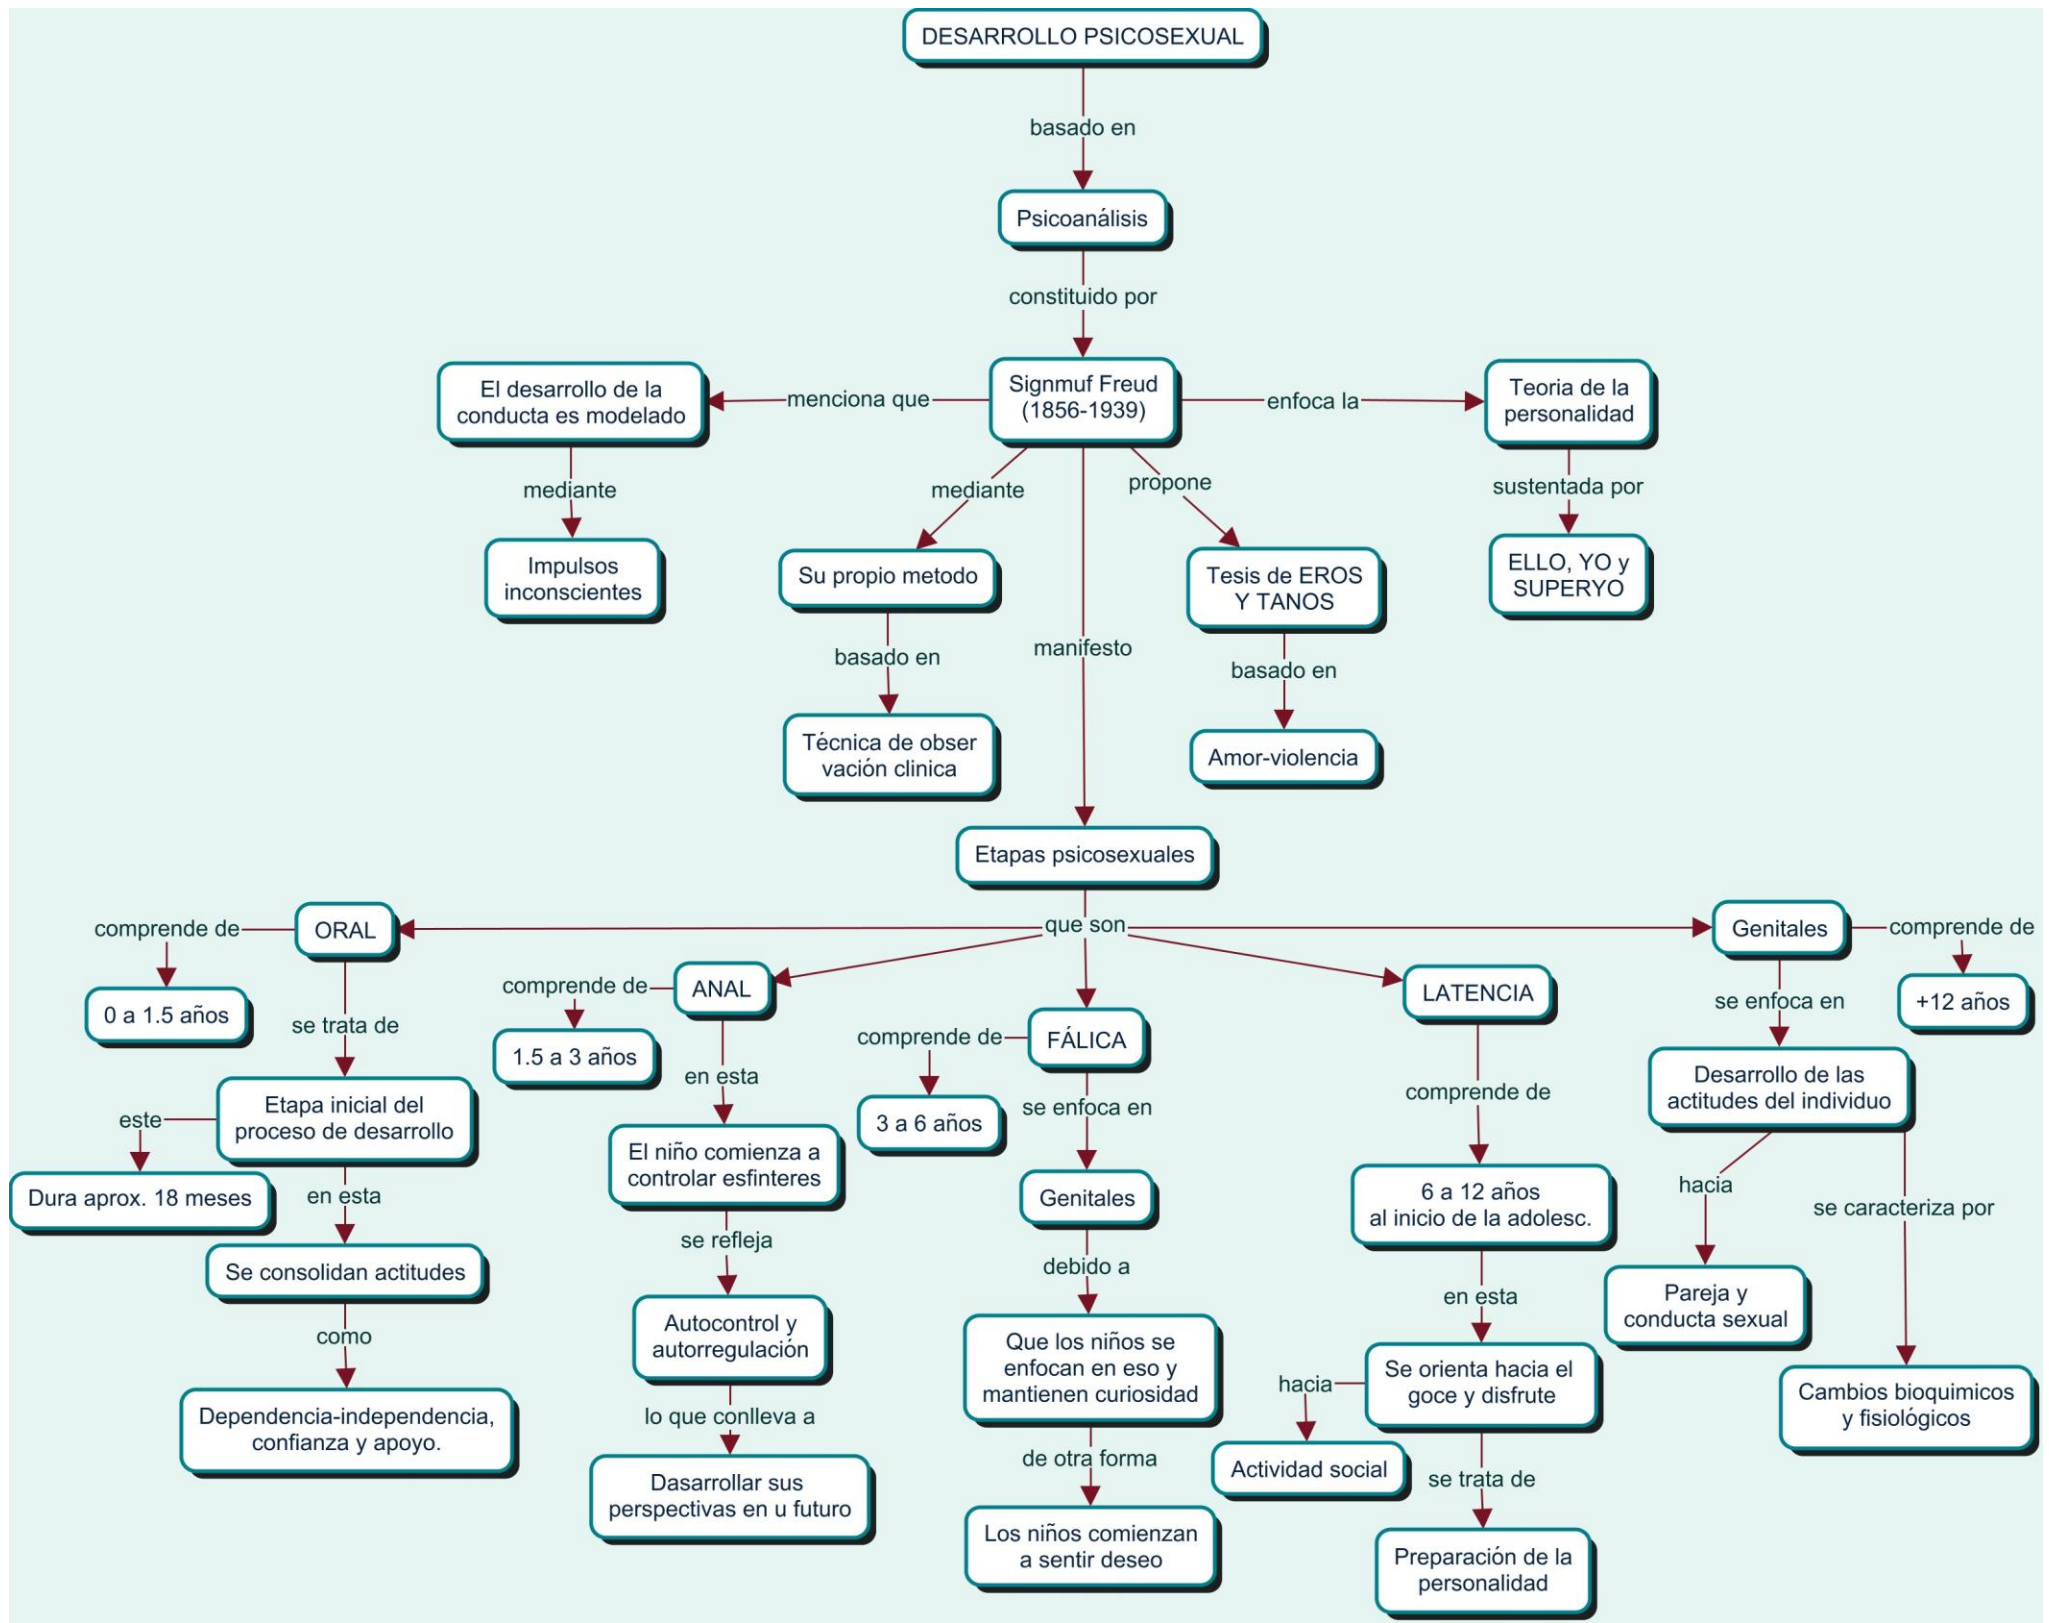 DESARROLLO PSICOSEXUAL
basado en
Psicoanálisis
constituido por
Signmuf Freud
(1856-1939)
menciona que
El desarrollo de la
conducta es modelado
mediante
Impulsos
inconscientes
enfoca la
Teoria de la
personalidad
sustentada por
ELLO, YO y
SUPERYO
mediante
Su propio metodo
basado en
Técnica de obser
vación clinica
propone
Tesis de EROS
Y TANOS
basado en
Amor-violencia
manifesto
Etapas psicosexuales
que son
ORAL
comprende de
0 a 1.5 años
se trata de
Etapa inicial del
proceso de desarrollo
este
Dura aprox. 18 meses
en esta
Se consolidan actitudes
como
Dependencia-independencia,
confianza y apoyo.
ANAL
comprende de
1.5 a 3 años
en esta
El niño comienza a
controlar esfinteres
se refleja
Autocontrol y
autorregulación
lo que conlleva a
Dasarrollar sus
perspectivas en u futuro
FÁLICA
comprende de
3 a 6 años
se enfoca en
Genitales
debido a
Que los niños se
enfocan en eso y
mantienen curiosidad
de otra forma
Los niños comienzan
a sentir deseo
LATENCIA
comprende de
6 a 12 años
al inicio de la adolesc.
en esta
Se orienta hacia el
goce y disfrute
hacia
Actividad social
se trata de
Preparación de la
personalidad
Genitales
comprende de
+12 años
se enfoca en
Desarrollo de las
actitudes del individuo
hacia
Pareja y
conducta sexual
se caracteriza por
Cambios bioquimicos
y fisiológicos